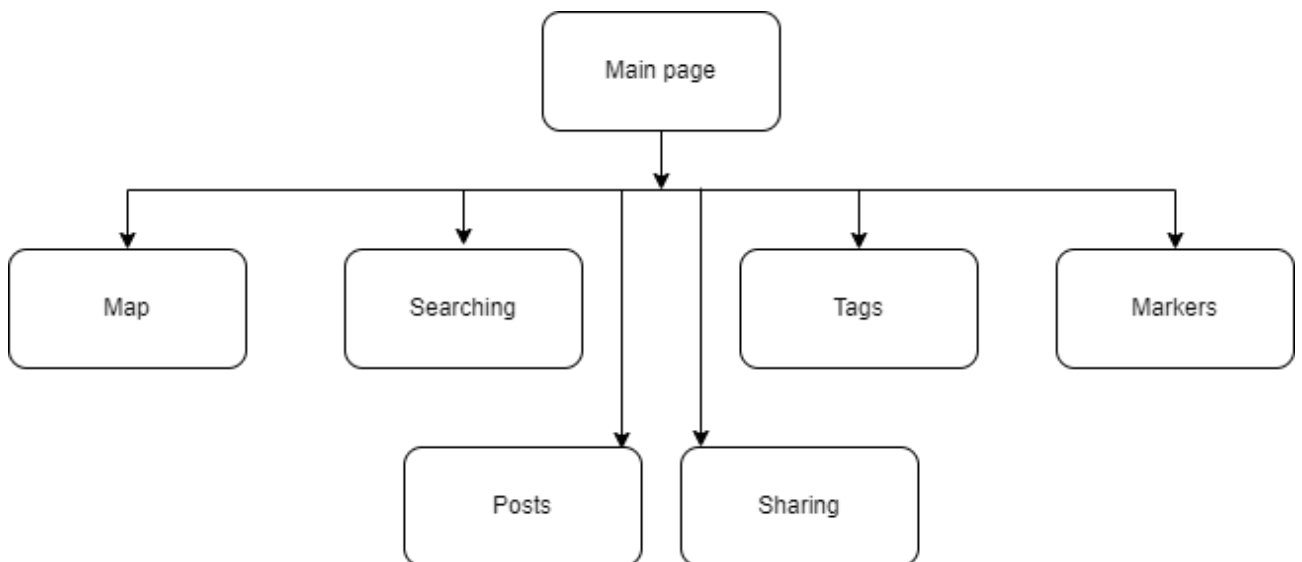 Main page
Map
Searching
Tags
Markers
Posts
Sharing